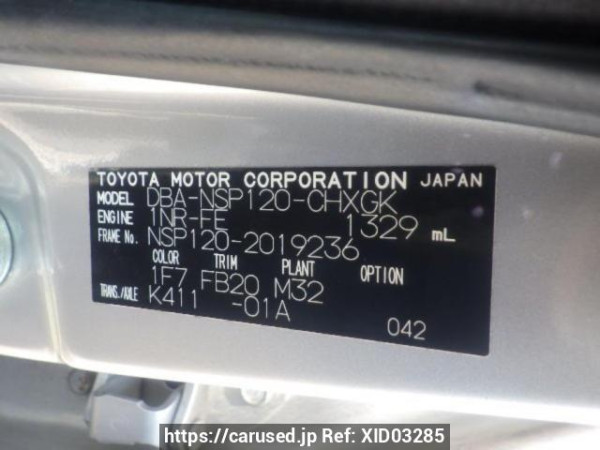 TOYOTA MOTOR CORPORATION JAPAN
MODEL DBA-NSP120-CHXGK
ENGINE 1NR-FE 1329 mL
FRAME No. NSP120-2019236
COLOR TRIM PLANT OPTION
1F7 FB20 M32
TRANS./AXLE K411 -01A
042
https://carused.jp Ref: XID03285